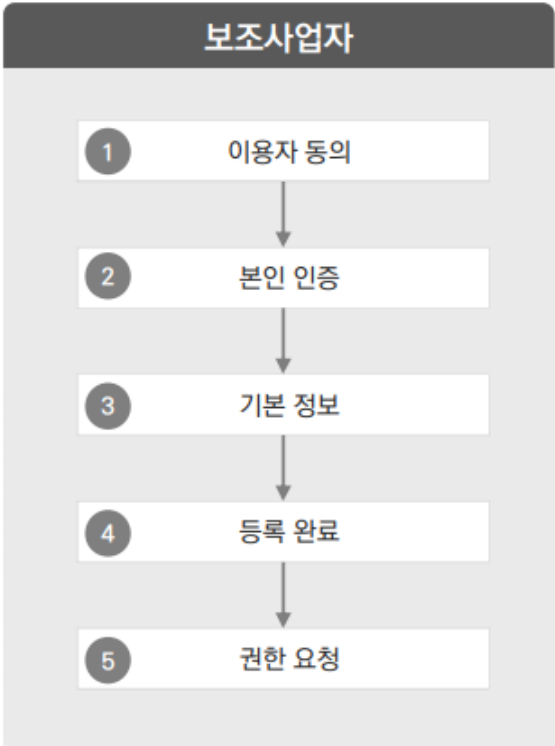 보조사업자
1 이용자 동의
2 본인 인증
3 기본 정보
4 등록 완료
5 권한 요청